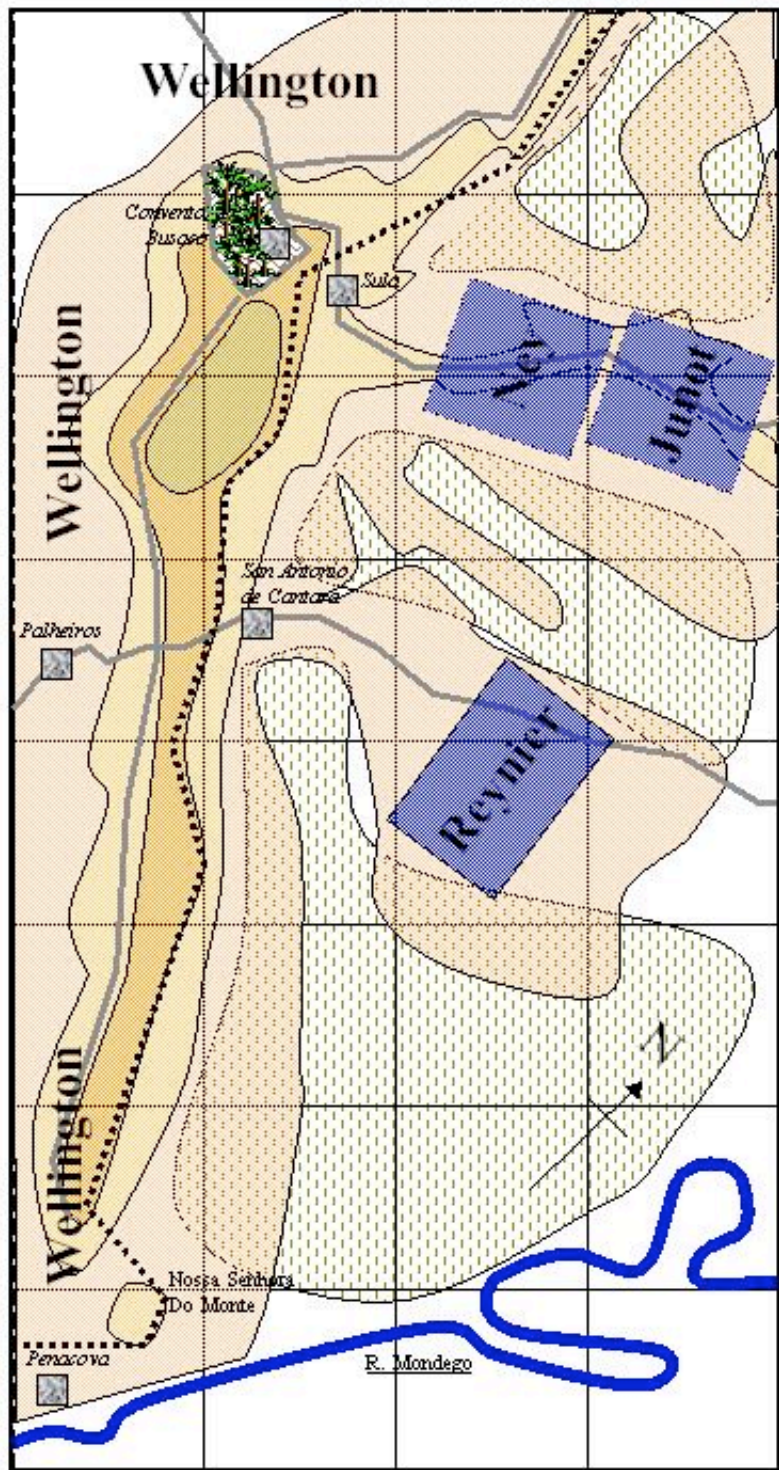 Wellington
Convento
Busaco
Sula
Wellington
Ney
Junot
San Antonio
de Cantara
Palheiros
Reynier
N
Wellington
Nossa Senhora
Do Monte
Penacova
R. Mondego